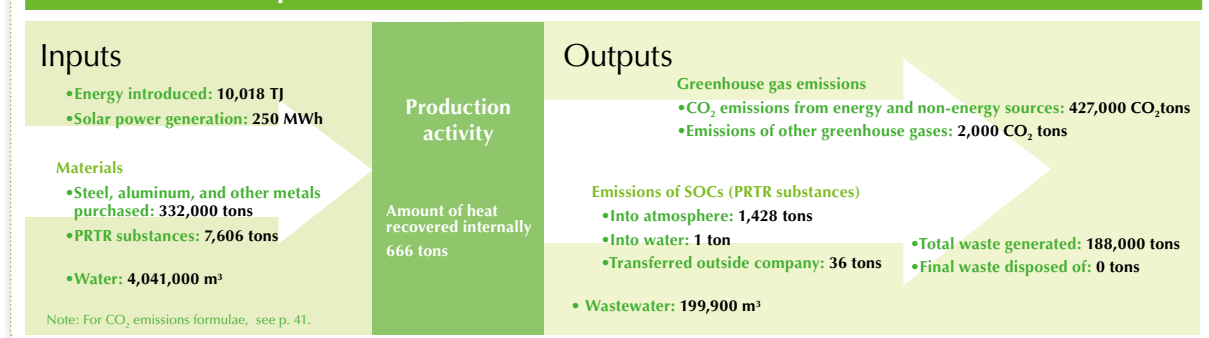 Inputs
•Energy introduced: 10,018 TJ
•Solar power generation: 250 MWh
Materials
•Steel, aluminum, and other metals
purchased: 332,000 tons
•PRTR substances: 7,606 tons
•Water: 4,041,000 m³
Note: For CO₂ emissions formulae, see p. 41.
Production
activity
Amount of heat
recovered internally
666 tons
Outputs
Greenhouse gas emissions
•CO₂ emissions from energy and non-energy sources: 427,000 CO₂tons
•Emissions of other greenhouse gases: 2,000 CO₂ tons
Emissions of SOCs (PRTR substances)
•Into atmosphere: 1,428 tons
•Into water: 1 ton
•Transferred outside company: 36 tons
•Total waste generated: 188,000 tons
•Final waste disposed of: 0 tons
• Wastewater: 199,900 m³